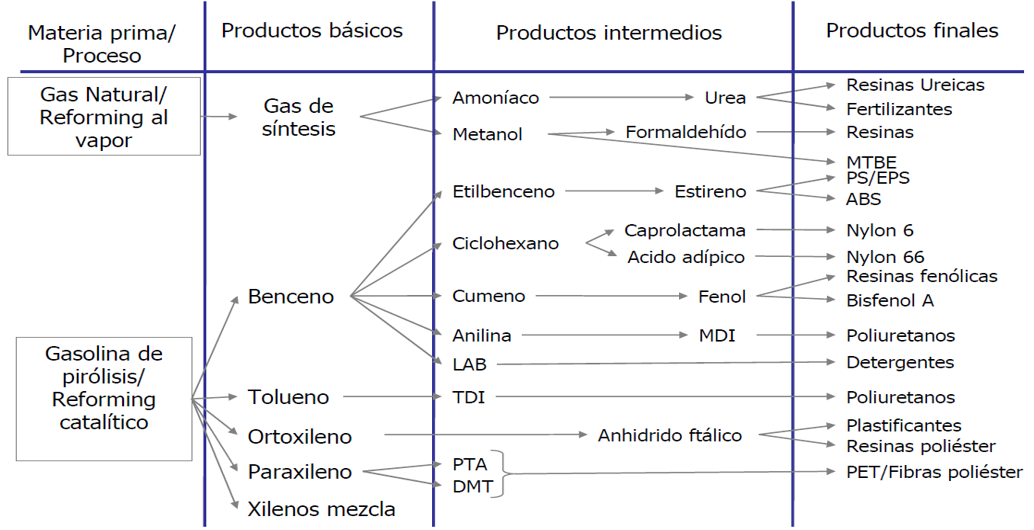 Materia prima/
Proceso
Productos básicos
Productos intermedios
Productos finales
Gas Natural/
Reforming al
vapor
Gas de
síntesis
Amoníaco
Urea
Resinas Ureicas
Fertilizantes
Metanol
Formaldehído
Resinas
MTBE
Etilbenceno
Estireno
PS/EPS
ABS
Ciclohexano
Caprolactama
Nylon 6
Acido adípico
Nylon 66
Benceno
Cumeno
Fenol
Resinas fenólicas
Bisfenol A
Anilina
MDI
Poliuretanos
LAB
Detergentes
Gasolina de
pirólisis/
Reforming
catalítico
Tolueno
TDI
Poliuretanos
Ortoxileno
Anhidrido ftálico
Plastificantes
Resinas poliéster
Paraxileno
PTA
DMT
PET/Fibras poliéster
Xilenos mezcla